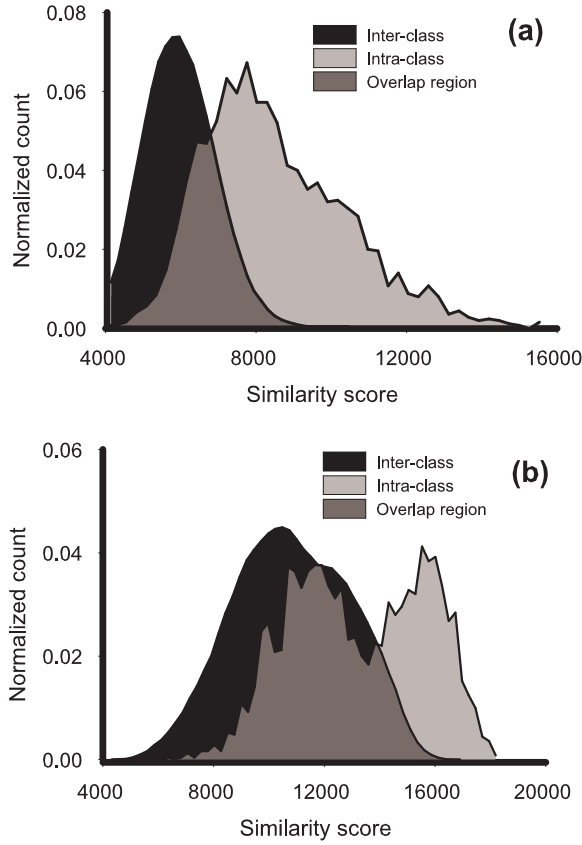 (a)
Inter-class
Intra-class
Overlap region
0.08
0.06
0.04
0.02
0.00
Normalized count
4000 8000 12000 16000
Similarity score
(b)
Inter-class
Intra-class
Overlap region
0.06
0.04
0.02
0.00
Normalized count
4000 8000 12000 16000 20000
Similarity score